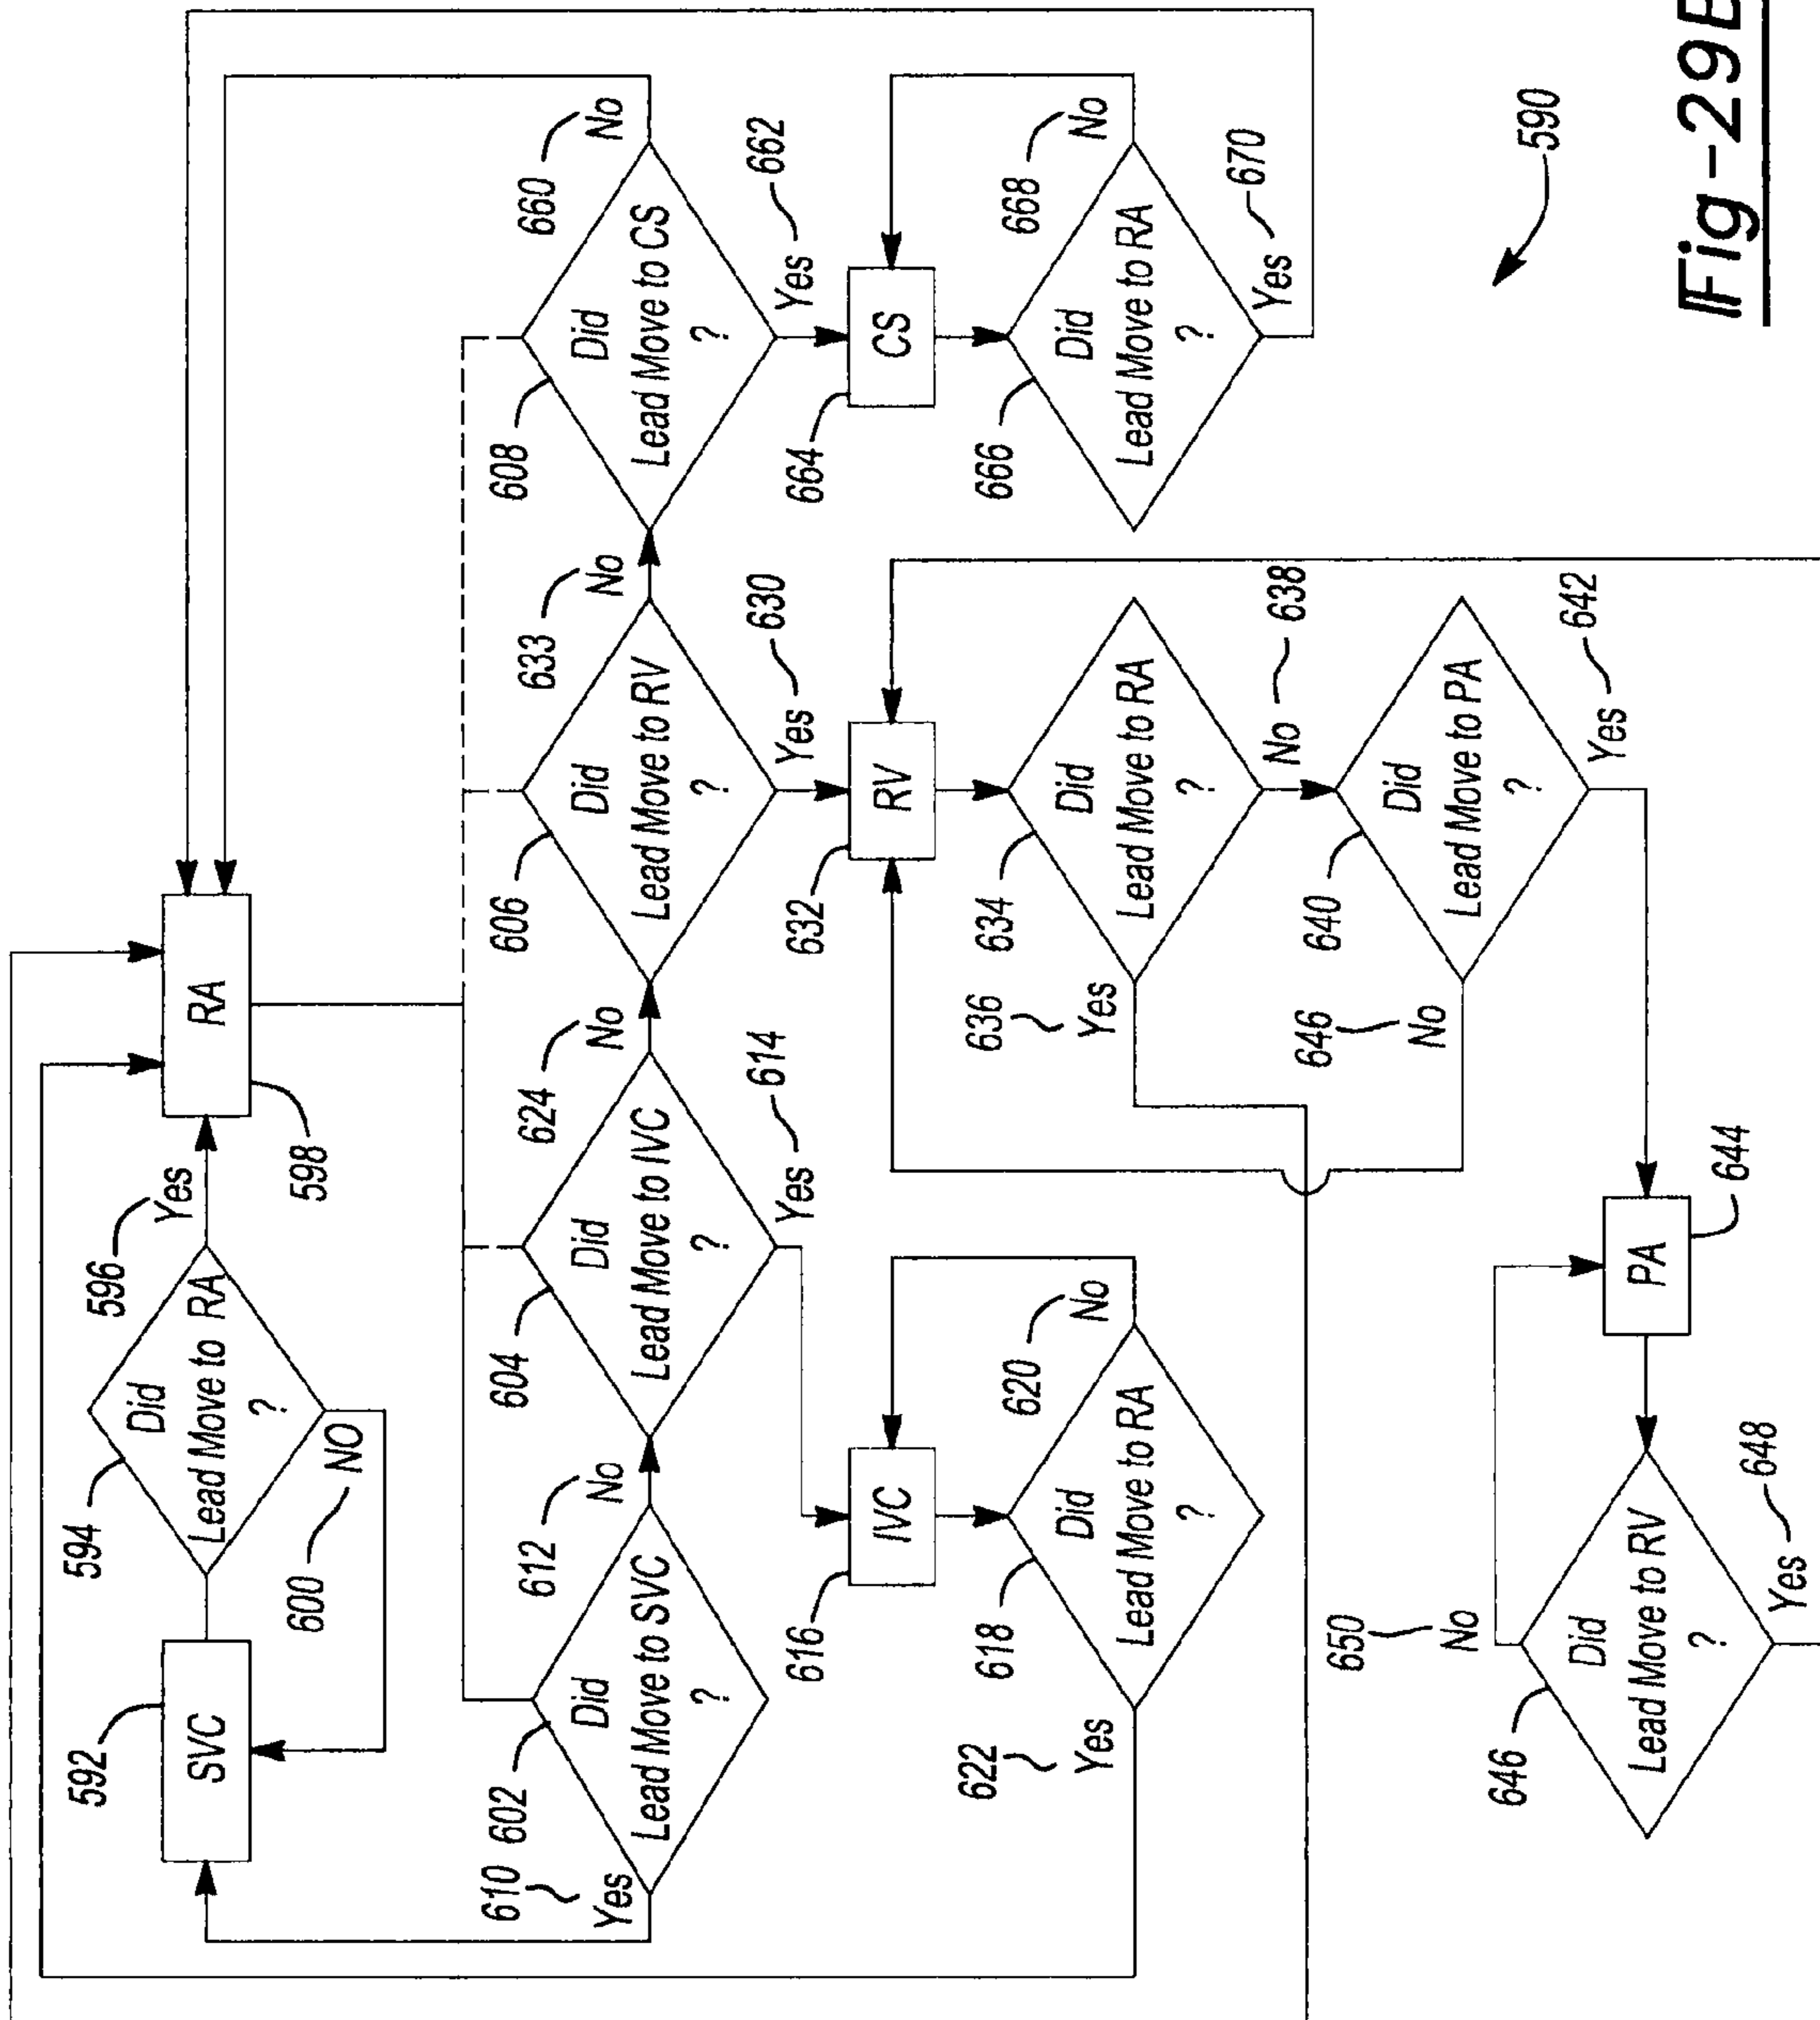 592
SVC
594
Did
Lead Move to RA
?
596
Yes
600
NO
RA
598
610
Yes
602
Did
Lead Move to SVC
?
612
No
604
Did
Lead Move to IVC
?
624
No
614
Yes
606
Did
Lead Move to RV
?
633
No
630
Yes
608
Did
Lead Move to CS
?
660
No
662
Yes
616
IVC
618
Did
Lead Move to RA
?
620
No
622
Yes
632
RV
634
Did
Lead Move to RA
?
636
Yes
No
638
640
Did
Lead Move to PA
?
646
No
642
Yes
664
CS
666
Did
Lead Move to RA
?
668
No
670
Yes
650
No
646
Did
Lead Move to RV
?
648
Yes
PA
644
590
Fig-29B